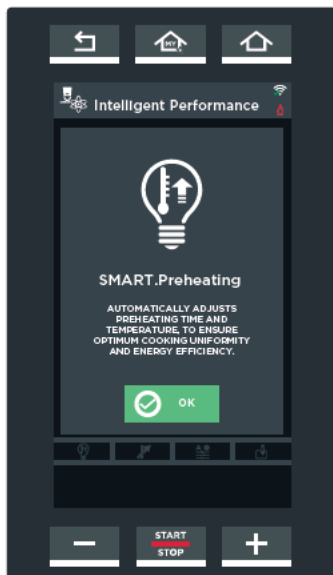 MY
Intelligent Performance
SMART.Preheating
AUTOMATICALLY ADJUSTS
PREHEATING TIME AND
TEMPERATURE, TO ENSURE
OPTIMUM COOKING UNIFORMITY
AND ENERGY EFFICIENCY.
OK
START
STOP